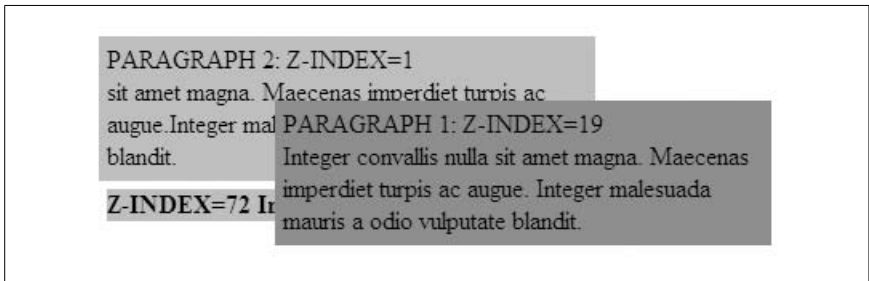 PARAGRAPH 2: Z-INDEX=1
sit amet magna. Maecenas imperdiet turpis ac
augue.Integer mal
blandit.
Z-INDEX=72 In
PARAGRAPH 1: Z-INDEX=19
Integer convallis nulla sit amet magna. Maecenas
imperdiet turpis ac augue. Integer malesuada
mauris a odio vulputate blandit.